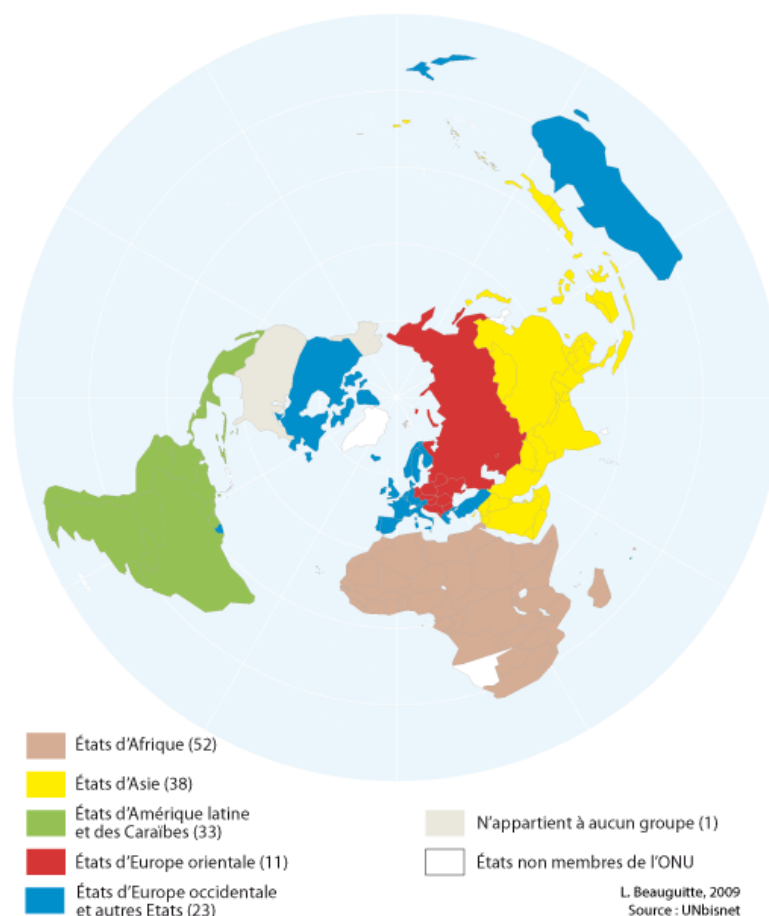 États d'Afrique (52)
États d'Asie (38)
États d'Amérique latine
et des Caraïbes (33)
États d'Europe orientale (11)
États d'Europe occidentale
et autres Etats (23)
N'appartient à aucun groupe (1)
États non membres de l'ONU
L. Beauguitte, 2009
Source : UNbisnet